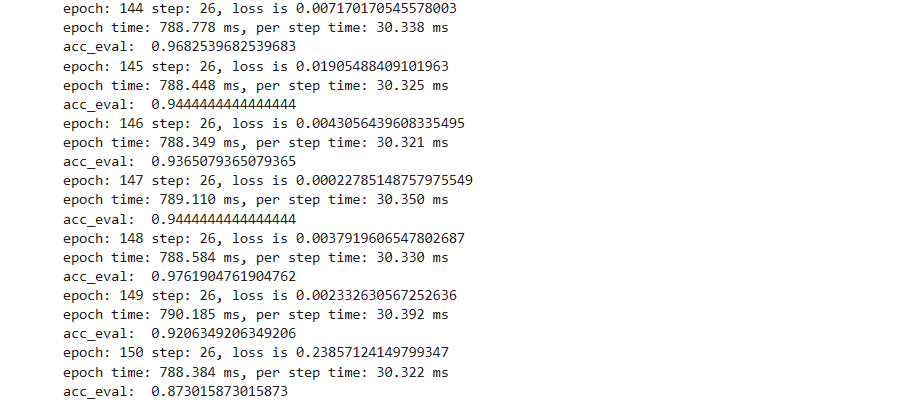 epoch: 144 step: 26, loss is 0.007170170545578003
epoch time: 788.778 ms, per step time: 30.338 ms
acc_eval:  0.9682539682539683
epoch: 145 step: 26, loss is 0.01905488409101963
epoch time: 788.448 ms, per step time: 30.325 ms
acc_eval:  0.9444444444444444
epoch: 146 step: 26, loss is 0.0043056439608335495
epoch time: 788.349 ms, per step time: 30.321 ms
acc_eval:  0.9365079365079365
epoch: 147 step: 26, loss is 0.00022785148757975549
epoch time: 789.110 ms, per step time: 30.350 ms
acc_eval:  0.9444444444444444
epoch: 148 step: 26, loss is 0.0037919606547802687
epoch time: 788.584 ms, per step time: 30.330 ms
acc_eval:  0.9761904761904762
epoch: 149 step: 26, loss is 0.002332630567252636
epoch time: 790.185 ms, per step time: 30.392 ms
acc_eval:  0.9206349206349206
epoch: 150 step: 26, loss is 0.23857124149799347
epoch time: 788.384 ms, per step time: 30.322 ms
acc_eval:  0.873015873015873